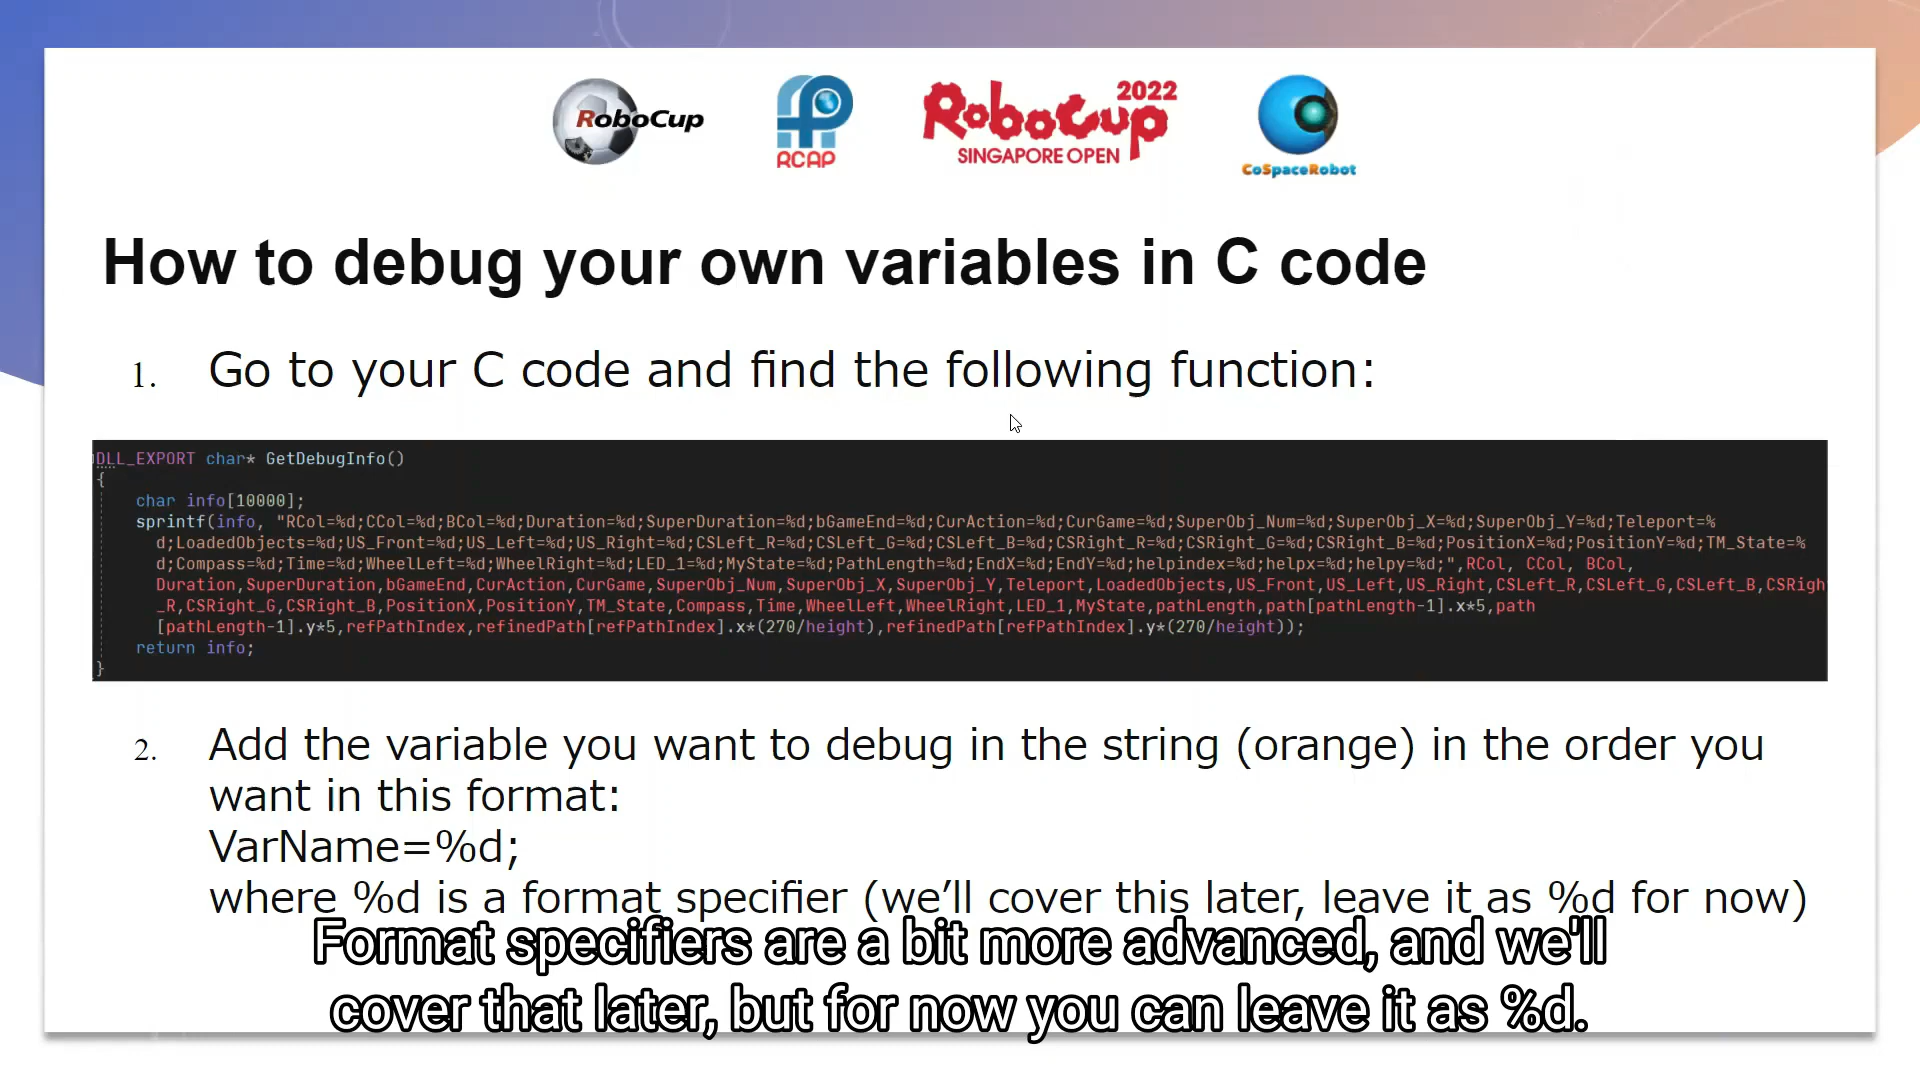 RoboCup
RCAP
RoboCup 2022
SINGAPORE OPEN
CoSpaceRobot
How to debug your own variables in C code
1. Go to your C code and find the following function:
DLL_EXPORT char* GetDebugInfo()
{
char info[10000];
sprintf(info, "RCol=%d;CCol=%d;BCol=%d;Duration=%d;SuperDuration=%d;bGameEnd=%d;CurAction=%d;CurGame=%d;SuperObj_Num=%d;SuperObj_X=%d;SuperObj_Y=%d;Teleport=%
d;LoadedObjects=%d;US_Front=%d;US_Left=%d;US_Right=%d;CSLeft_R=%d;CSLeft_G=%d;CSLeft_B=%d;CSRight_R=%d;CSRight_G=%d;CSRight_B=%d;PositionX=%d;PositionY=%d;TM_State=%
d;Compass=%d;Time=%d;WheelLeft=%d;WheelRight=%d;LED_1=%d;MyState=%d;PathLength=%d;EndX=%d;EndY=%d;helpindex=%d;helpx=%d;helpy=%d;",RCol, CCol, BCol,
Duration,SuperDuration,bGameEnd,CurAction,CurGame,SuperObj_Num,SuperObj_X,SuperObj_Y,Teleport,LoadedObjects,US_Front,US_Left,US_Right,CSLeft_R,CSLeft_G,CSLeft_B,CSRigh
_R,CSRight_G,CSRight_B,PositionX,PositionY,TM_State,Compass,Time,WheelLeft,WheelRight,LED_1,MyState,pathLength,path[pathLength-1].x*5,path
[pathLength-1].y*5,refPathIndex,refinedPath[refPathIndex].x*(270/height),refinedPath[refPathIndex].y*(270/height));
return info;
}
2. Add the variable you want to debug in the string (orange) in the order you
want in this format:
VarName=%d;
where %d is a format specifier (we’ll cover this later, leave it as %d for now)
Format specifiers are a bit more advanced, and we'll
cover that later, but for now you can leave it as %d.